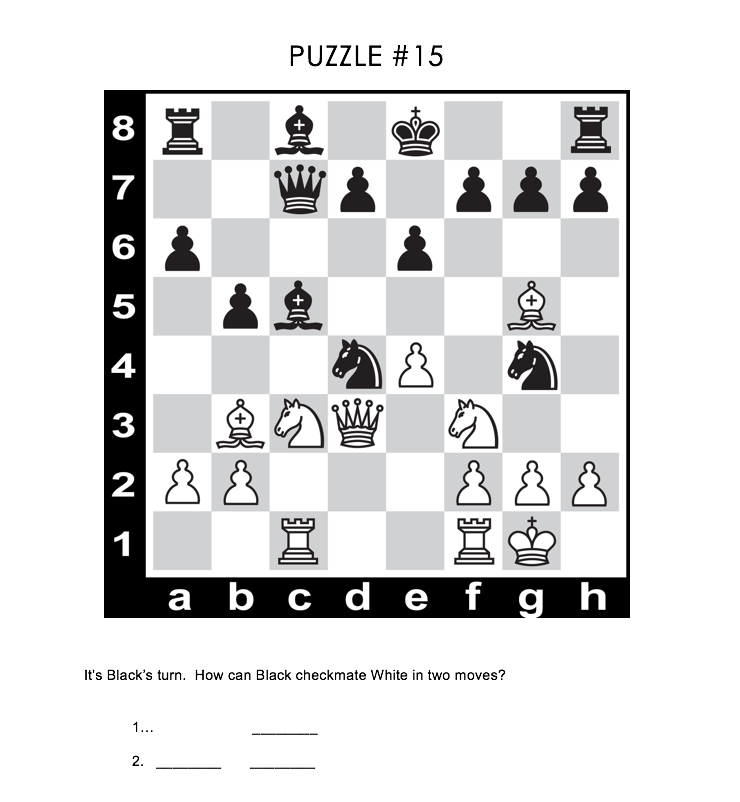 PUZZLE #15
8
7
6
5
4
3
2
1
a b c d e f g h
It's Black's turn.  How can Black checkmate White in two moves?
1... ________
2. ________ ________